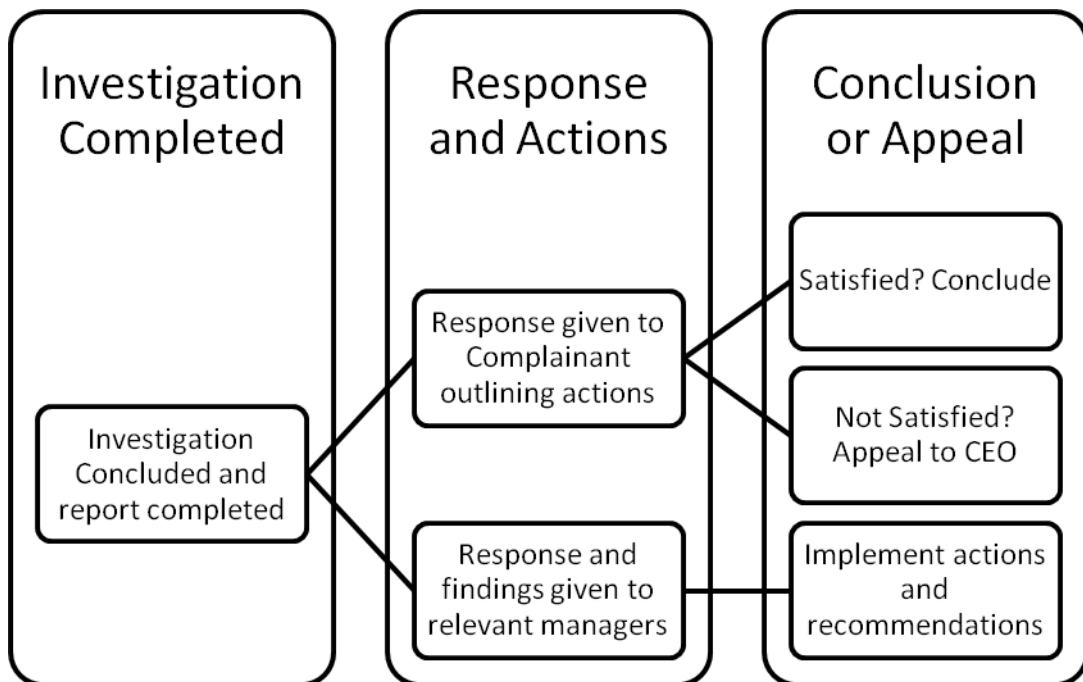 Investigation
Completed
Investigation
Concluded and
report completed
Response
and Actions
Response given to
Complainant
outlining actions
Response and
findings given to
relevant managers
Conclusion
or Appeal
Satisfied? Conclude
Not Satisfied?
Appeal to CEO
Implement actions
and
recommendations